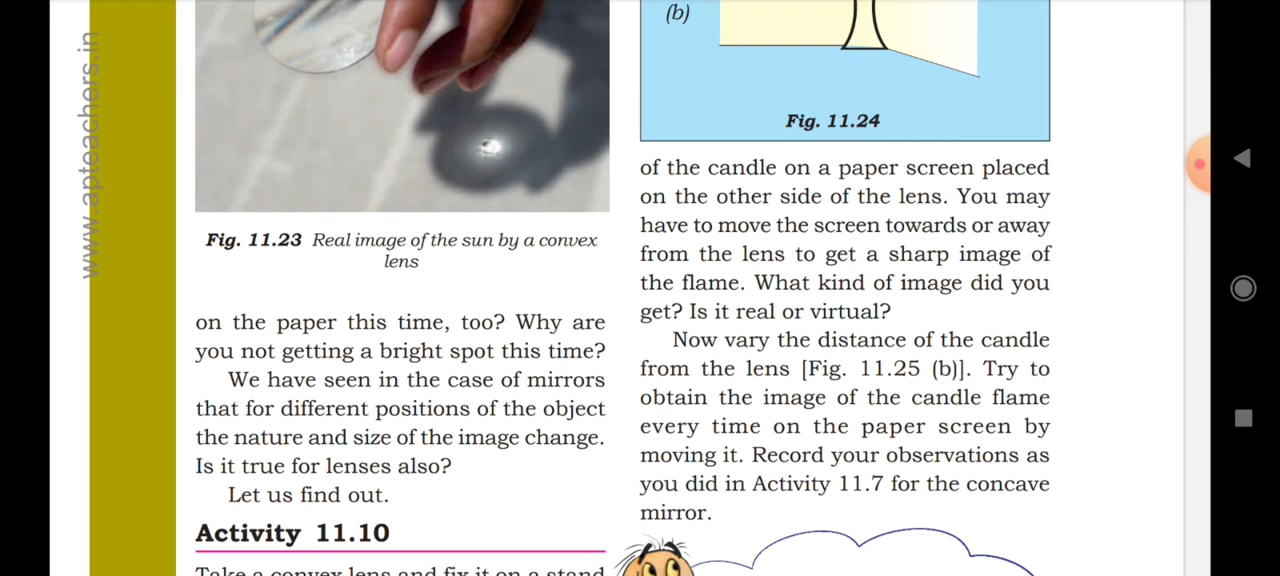 www.apteachers.in
Fig. 11.23 Real image of the sun by a convex
lens
on the paper this time, too? Why are
you not getting a bright spot this time?
We have seen in the case of mirrors
that for different positions of the object
the nature and size of the image change.
Is it true for lenses also?
Let us find out.
Activity 11.10
Take a convex lens and fix it on a stand
(b)
Fig. 11.24
of the candle on a paper screen placed
on the other side of the lens. You may
have to move the screen towards or away
from the lens to get a sharp image of
the flame. What kind of image did you
get? Is it real or virtual?
Now vary the distance of the candle
from the lens [Fig. 11.25 (b)]. Try to
obtain the image of the candle flame
every time on the paper screen by
moving it. Record your observations as
you did in Activity 11.7 for the concave
mirror.